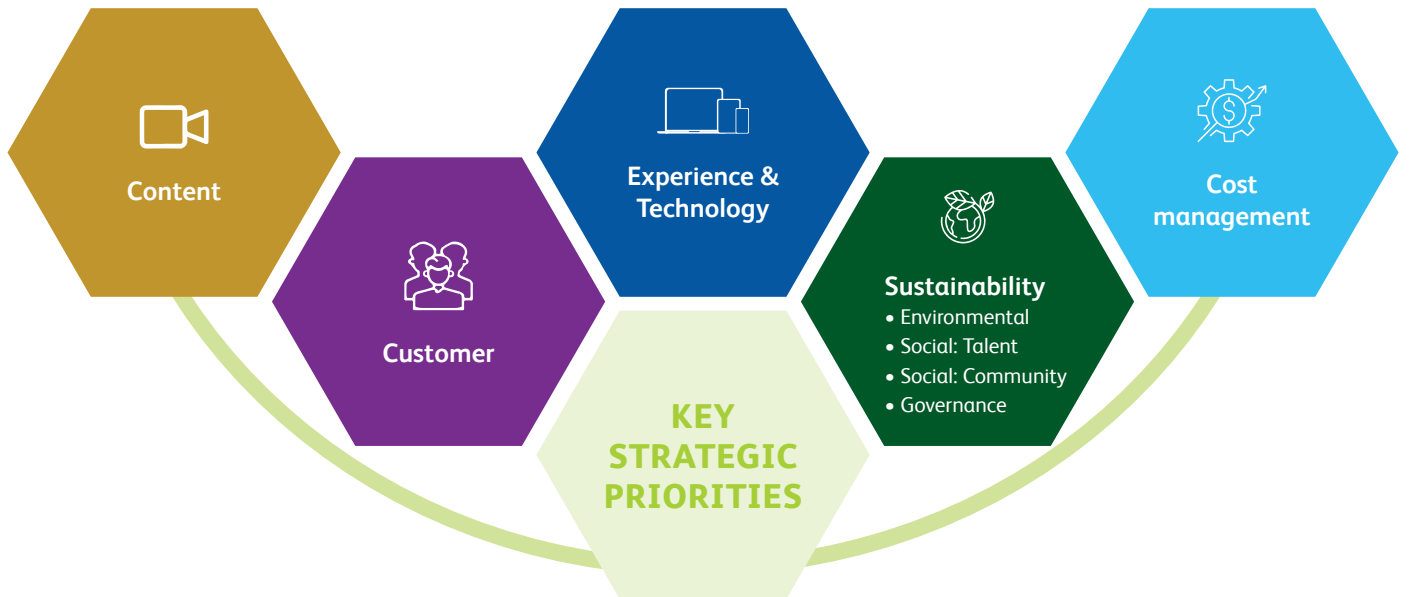 Content
Customer
Experience &
Technology
Sustainability
• Environmental
• Social: Talent
• Social: Community
• Governance
Cost
management
KEY
STRATEGIC
PRIORITIES